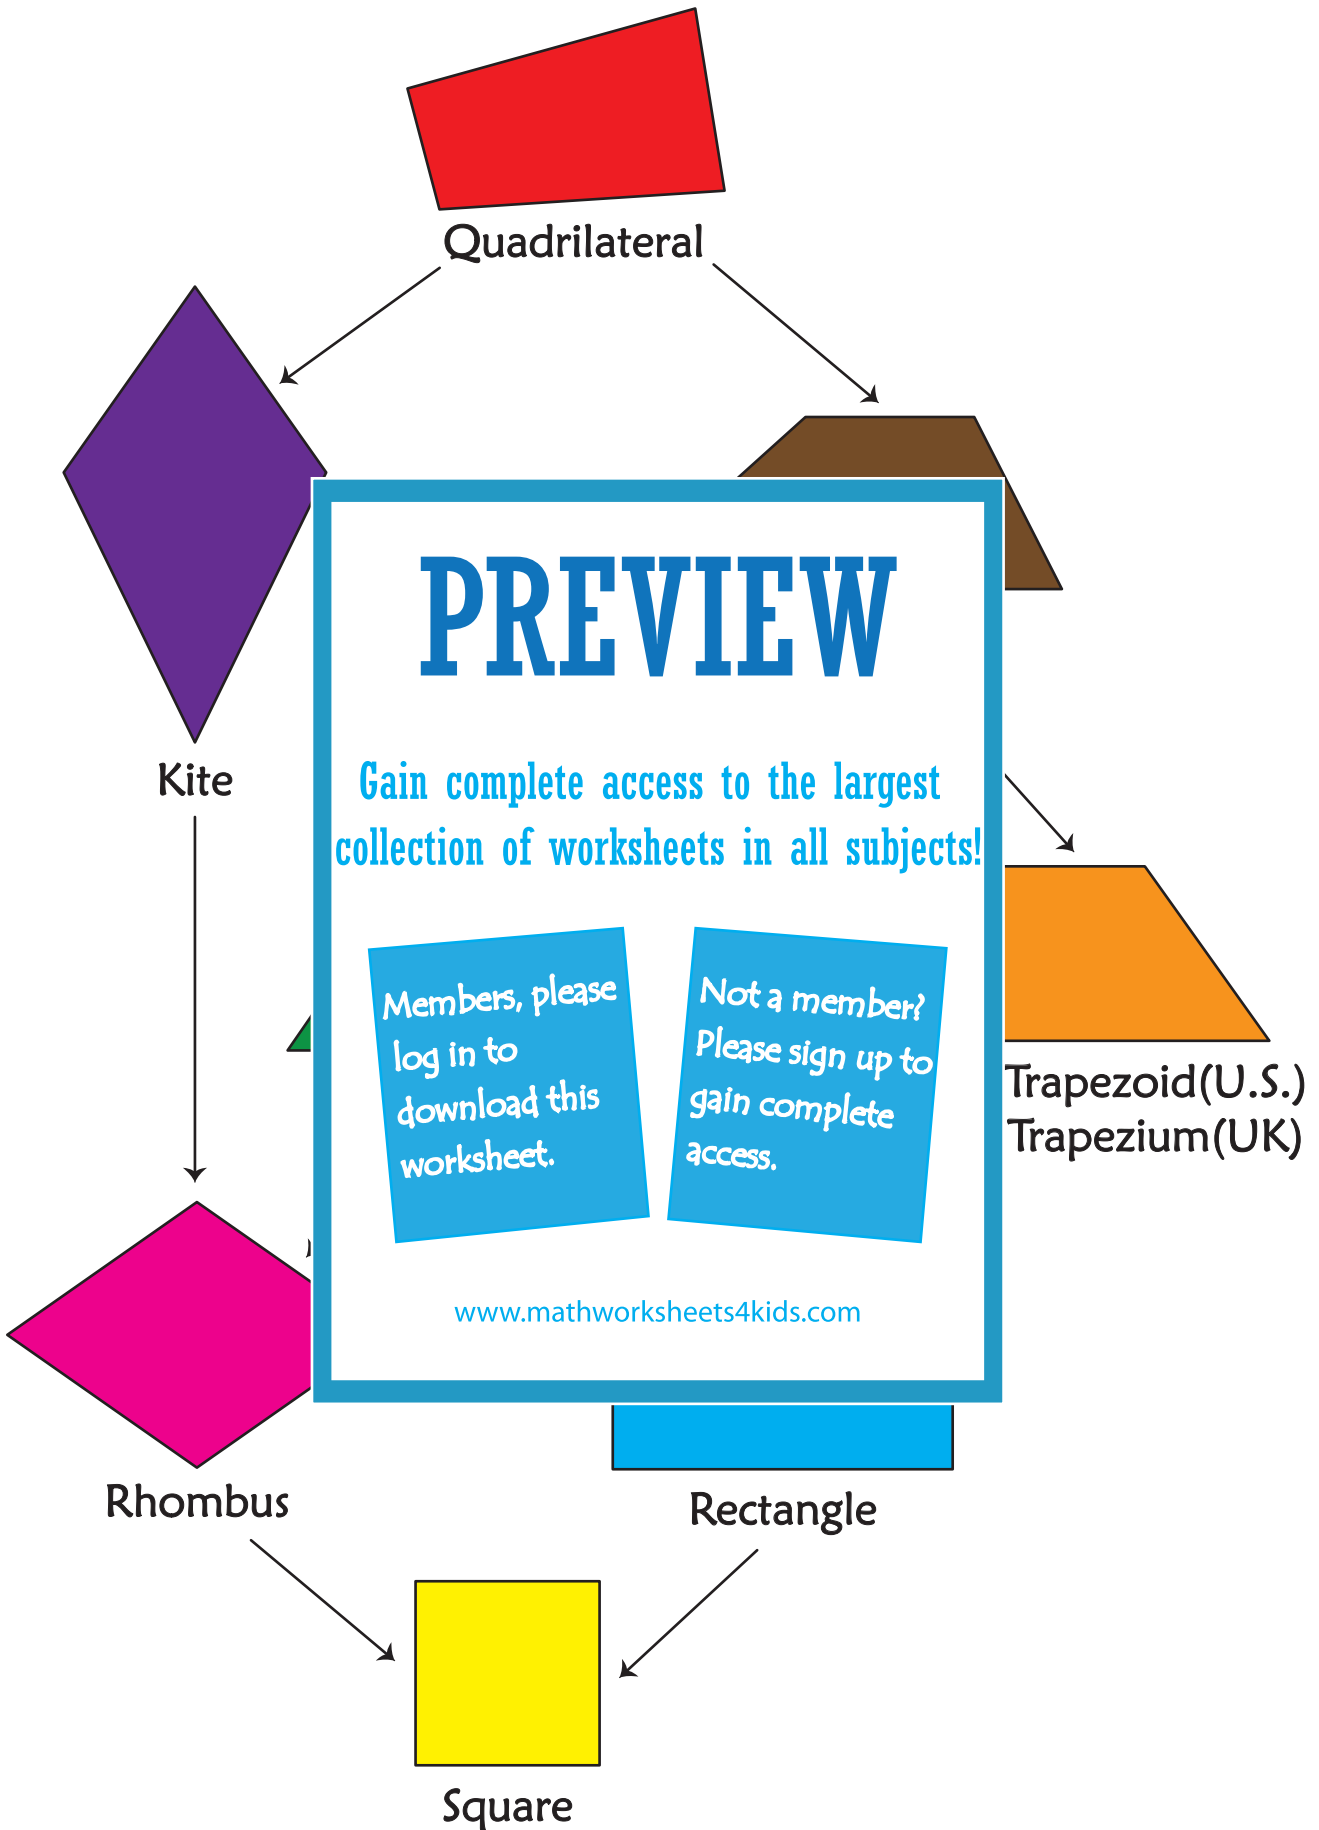 Quadrilateral
PREVIEW
Kite
Gain complete access to the largest
collection of worksheets in all subjects!
Members, please
log in to
download this
worksheet.
Not a member?
Please sign up to
gain complete
access.
Trapezoid(U.S.)
Trapezium(UK)
www.mathworksheets4kids.com
Rhombus
Rectangle
Square